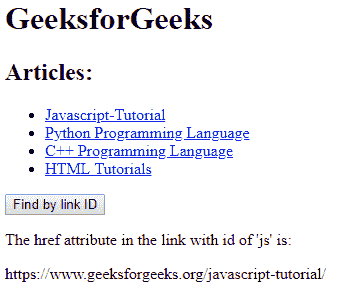 GeeksforGeeks
Articles:
Javascript-Tutorial
Python Programming Language
C++ Programming Language
HTML Tutorials
Find by link ID
The href attribute in the link with id of 'js' is:
https://www.geeksforgeeks.org/javascript-tutorial/